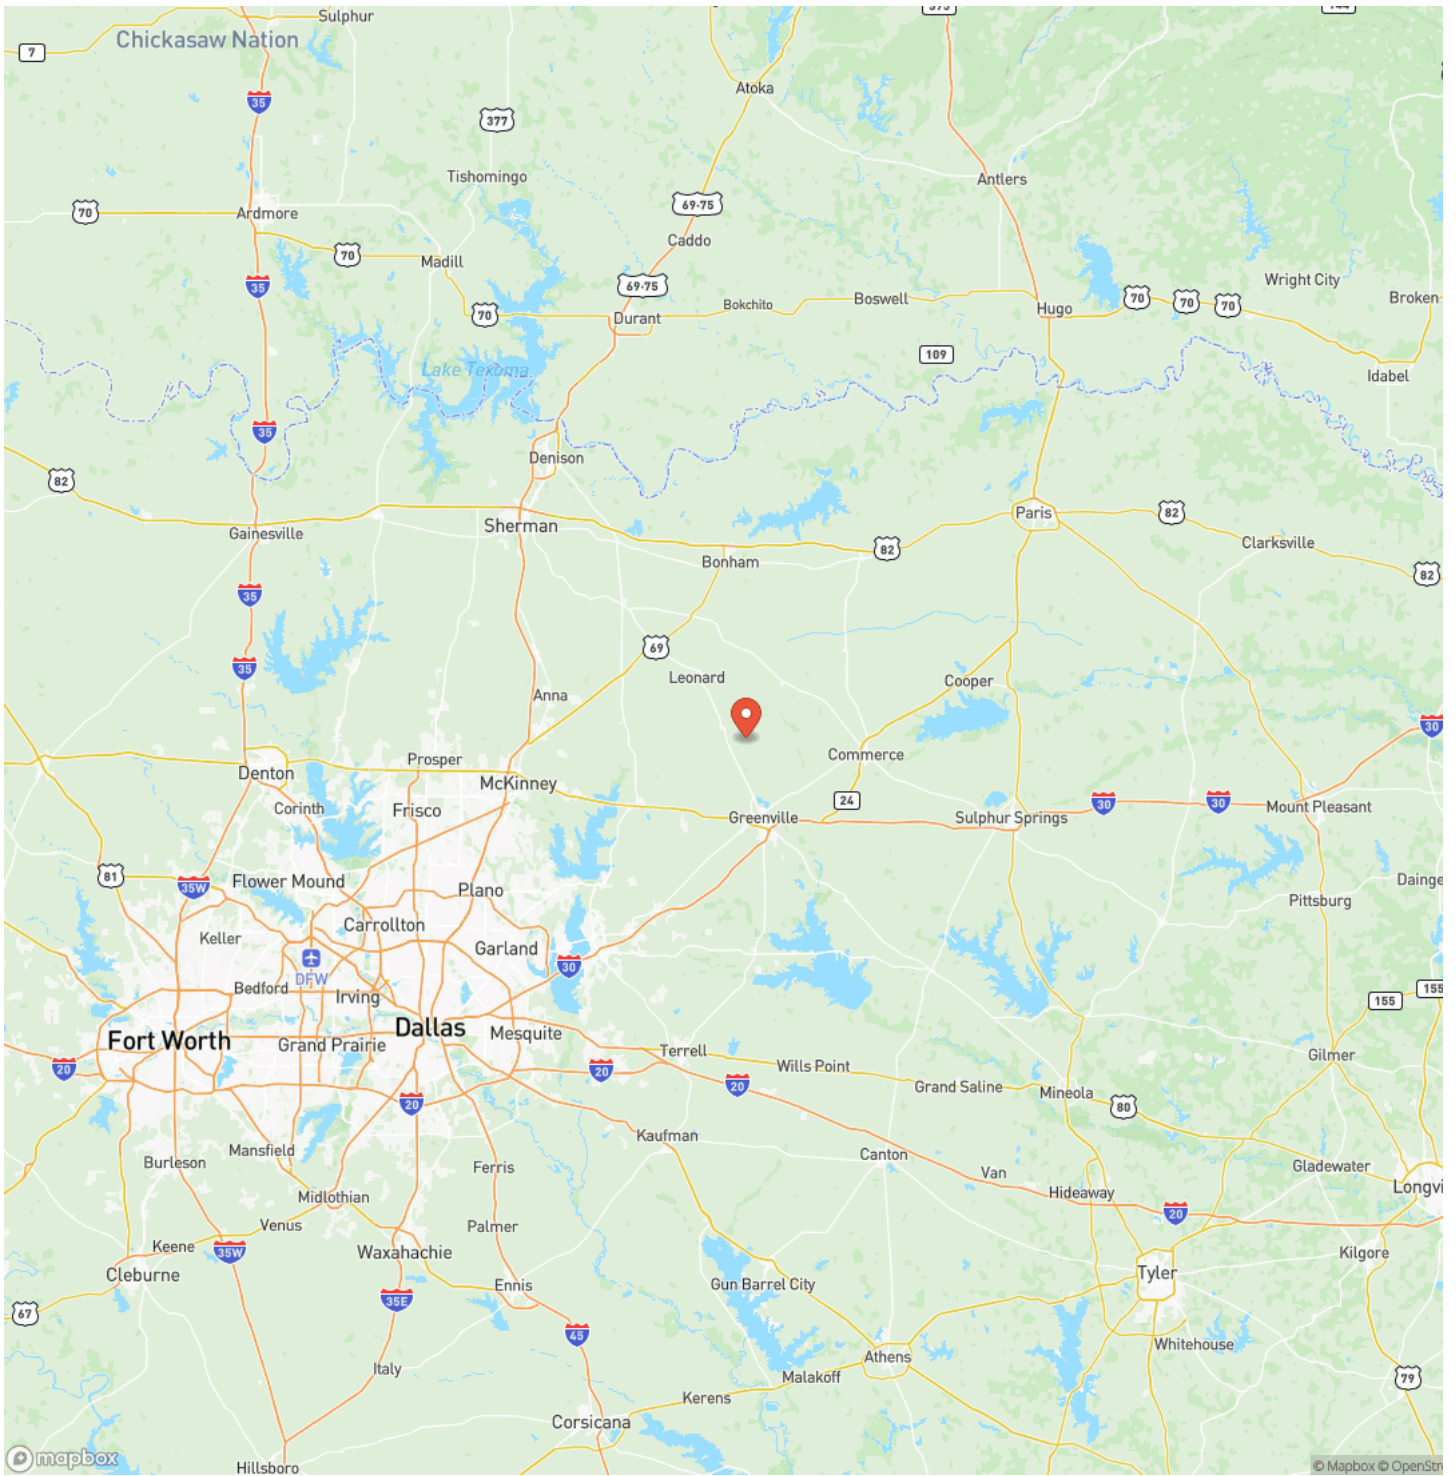 Sulphur
Chickasaw Nation
7
35
377
Atoka
Tishomingo
Antlers
70
Ardmore
69-75
Caddo
70
Madill
35
69-75
Wright City
70
Durant
Bokchito
Boswell
Hugo
70
70
70
Broken
109
Lake Texoma
Idabel
35
Denison
82
Gainesville
Sherman
Paris
82
Bonham
82
Clarksville
82
35
69
35
Leonard
Anna
Cooper
30
Prosper
Commerce
Denton
McKinney
Corinth
Frisco
24
30
30
Mount Pleasant
Greenville
Sulphur Springs
81
35W
Flower Mound
Plano
Dainge
Pittsburg
Carrollton
Keller
Garland
30
DFW
Bedford
Irving
155
155
Dallas
Fort Worth
Grand Prairie
Mesquite
Terrell
Gilmer
20
20
Wills Point
20
Grand Saline
Mineola
20
80
Kaufman
Mansfield
Burleson
Canton
Ferris
Van
Gladewater
Longvi
Midlothian
Hideaway
20
Venus
Palmer
Keene
35W
Waxahachie
Kilgore
Cleburne
Ennis
Gun Barrel City
Tyler
67
35E
45
Whitehouse
Italy
Athens
Malakoff
79
Kerens
Corsicana
mapbox
Hillsboro
© Mapbox © OpenStre